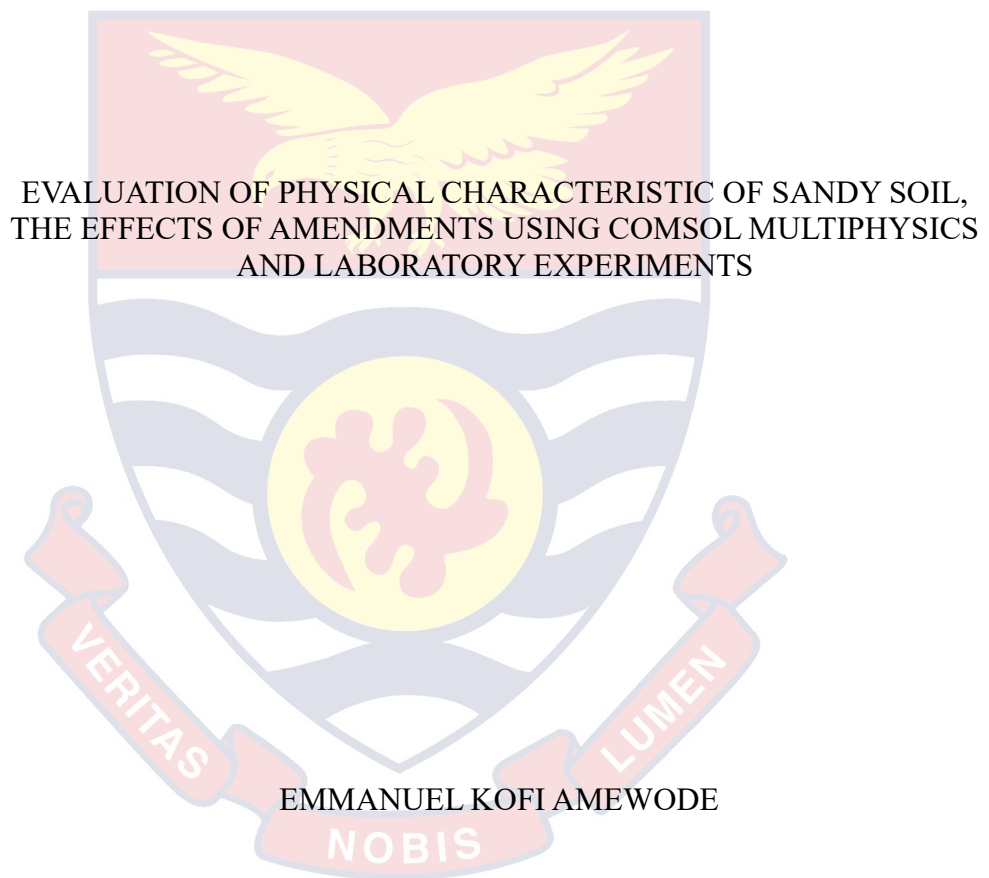 EVALUATION OF PHYSICAL CHARACTERISTIC OF SANDY SOIL,
THE EFFECTS OF AMENDMENTS USING COMSOL MULTIPHYSICS
AND LABORATORY EXPERIMENTS
VERITAS
LUMEN
EMMANUEL KOFI AMEWODE
NOBIS